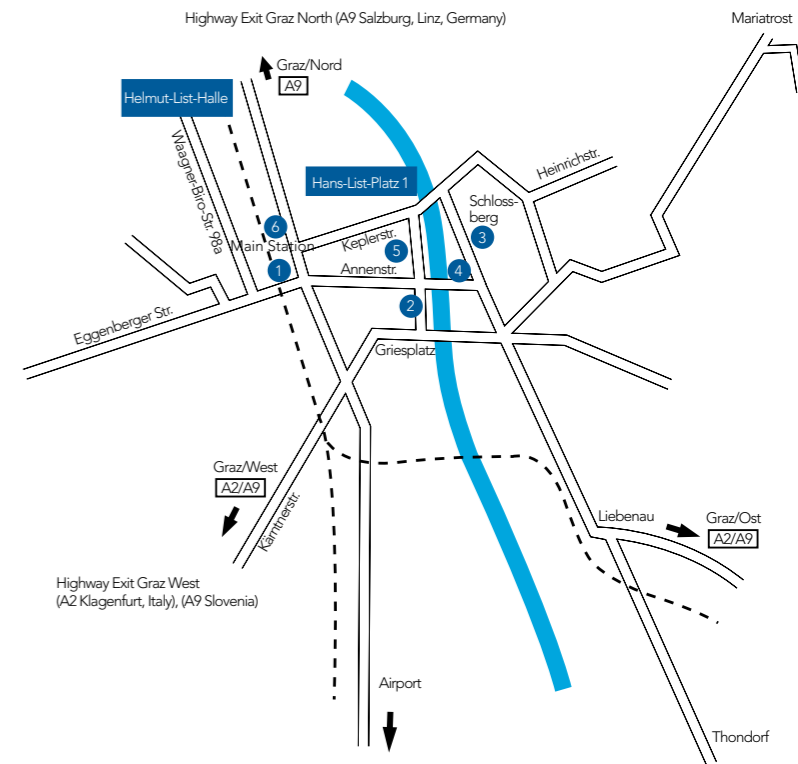 Highway Exit Graz North (A9 Salzburg, Linz, Germany)
Mariatrost
Graz/Nord
A9
Helmut-List-Halle
Waagner-Biro-Str. 98a
Hans-List-Platz 1
Heinrichstr.
Schloss-
berg
6
Main Station
Keplerstr.
5
3
1
Annenstr.
4
2
Eggenberger Str.
Griesplatz
Graz/West
A2/A9
Kärntnerstr.
Liebenau
Graz/Ost
A2/A9
Highway Exit Graz West
(A2 Klagenfurt, Italy), (A9 Slovenia)
Airport
Thondorf